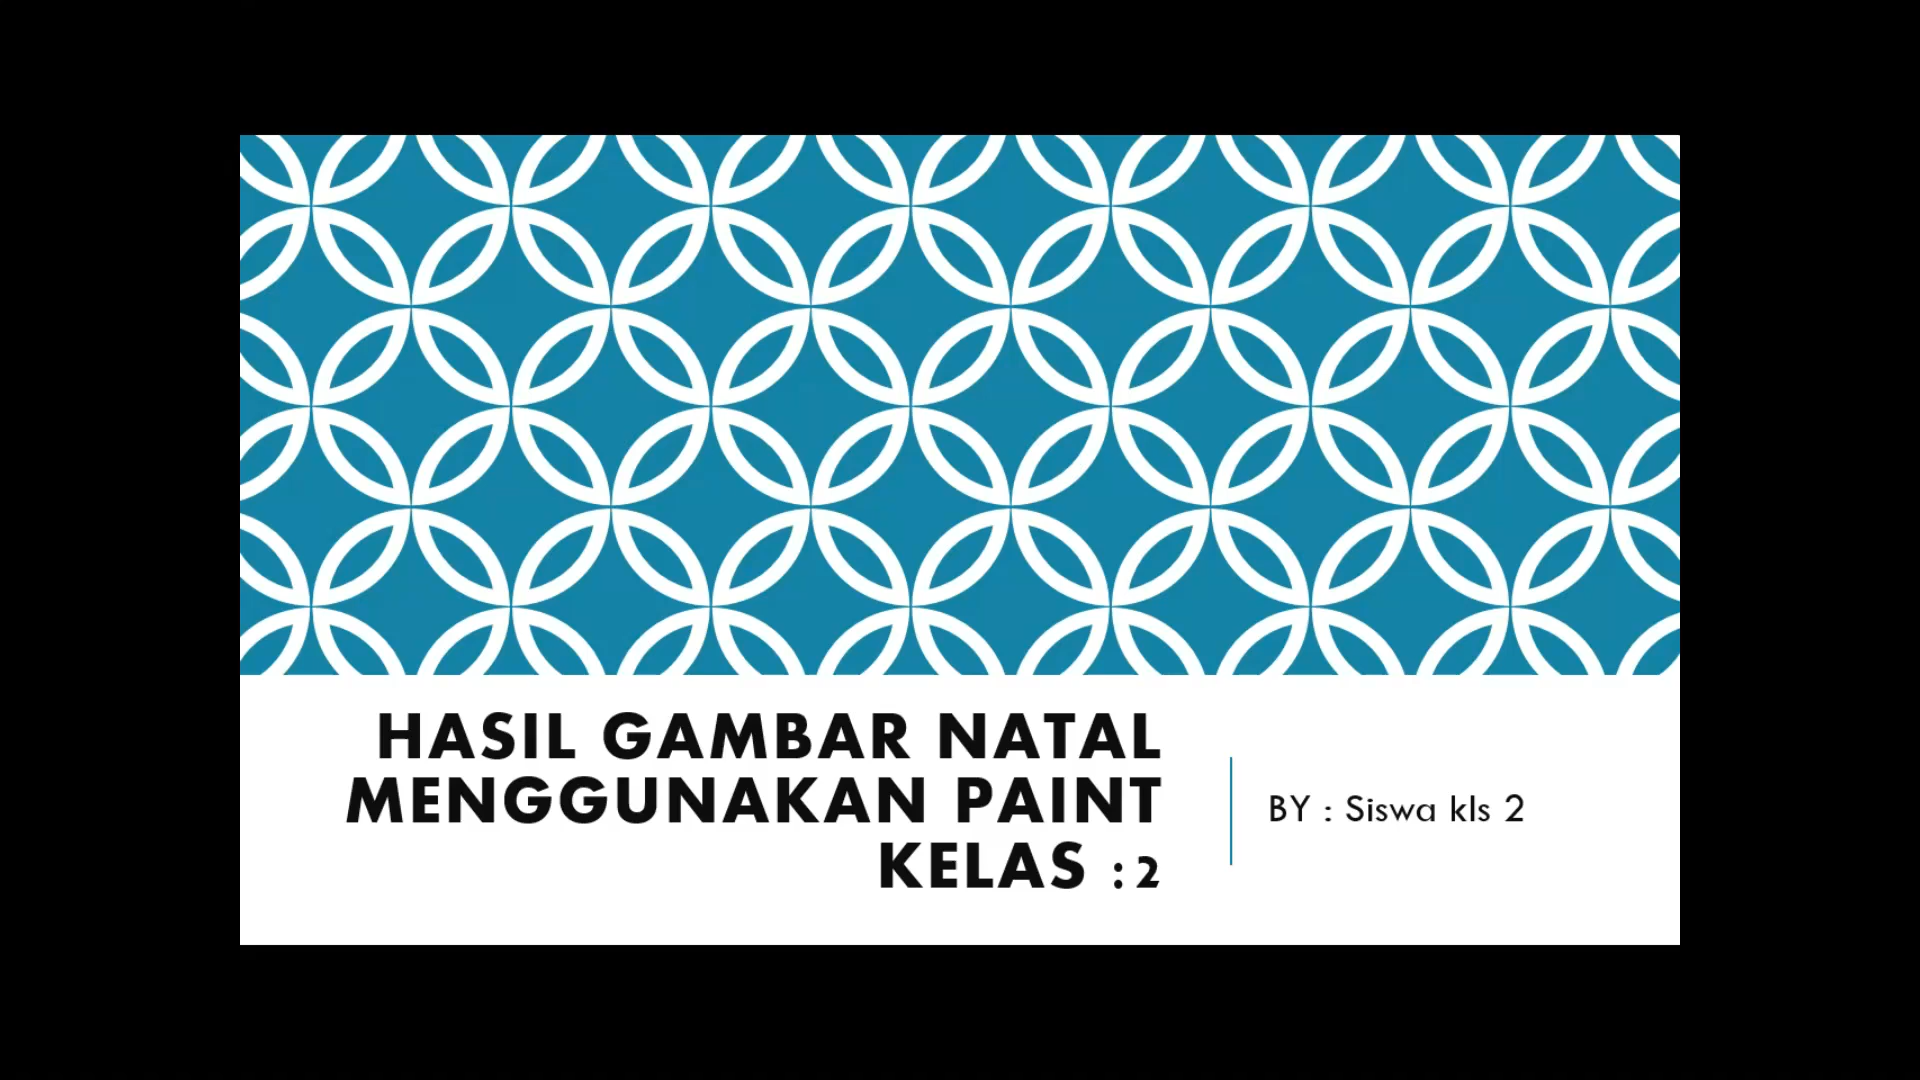 HASIL GAMBAR NATAL
MENGGUNAKAN PAINT
KELAS :2
BY : Siswa kls 2